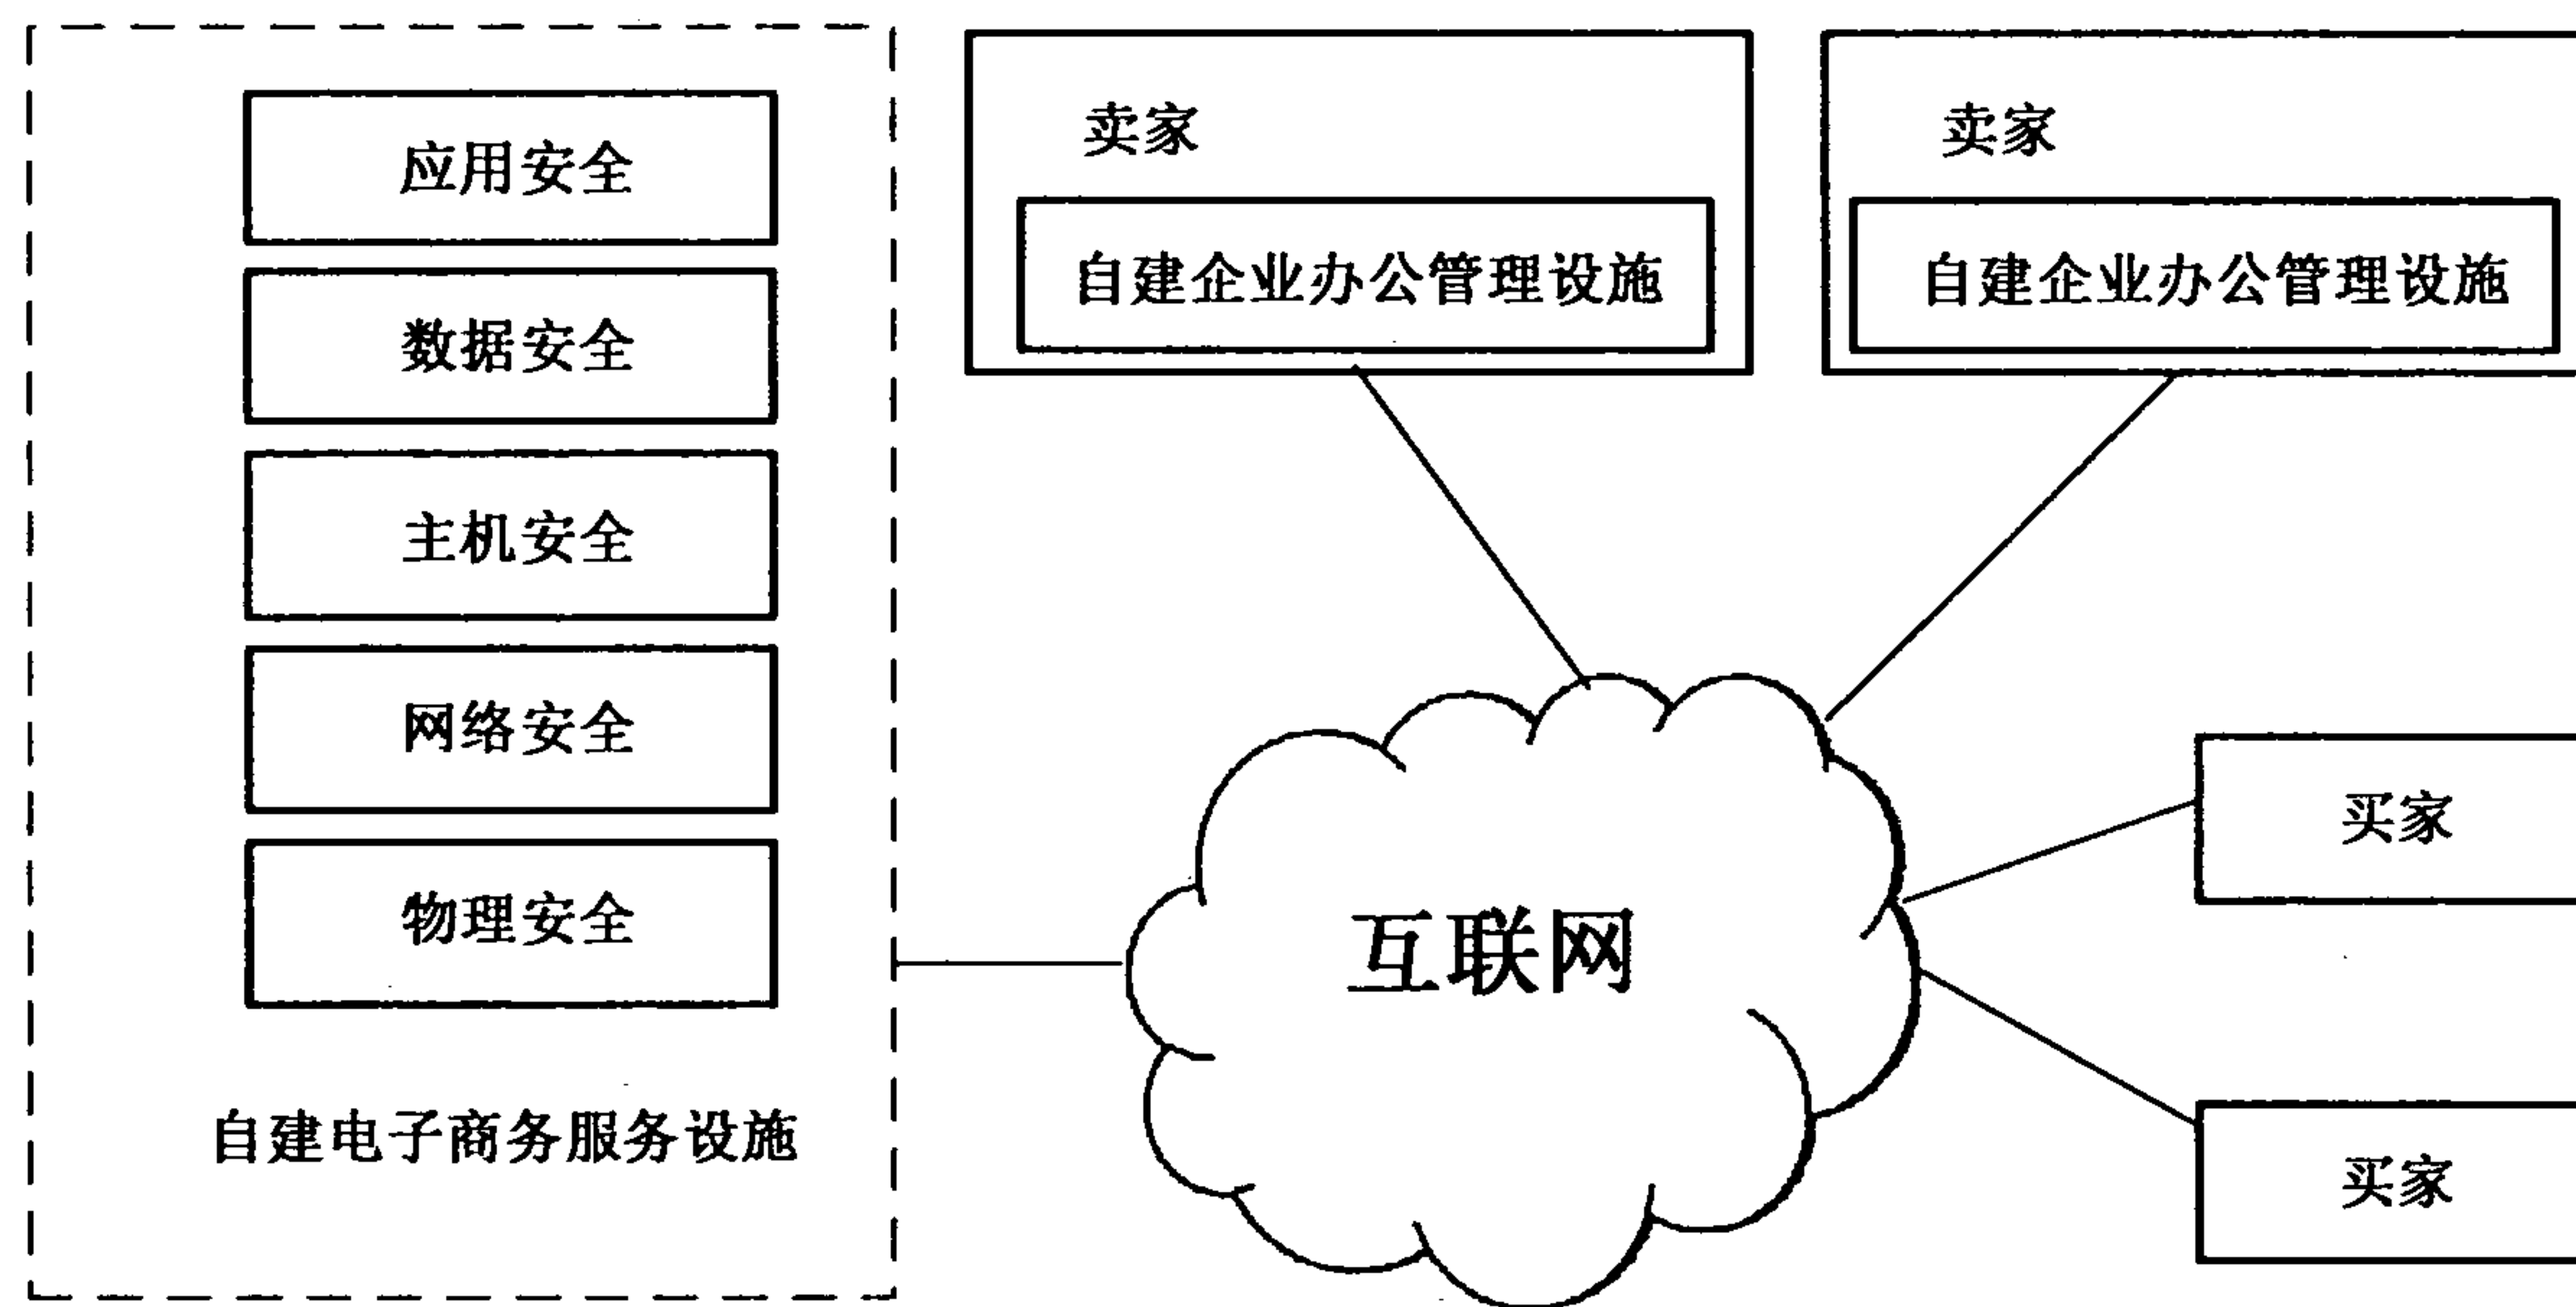 应用安全
数据安全
主机安全
网络安全
物理安全
自建电子商务服务设施
卖家
自建企业办公管理设施
卖家
自建企业办公管理设施
互联网
买家
买家